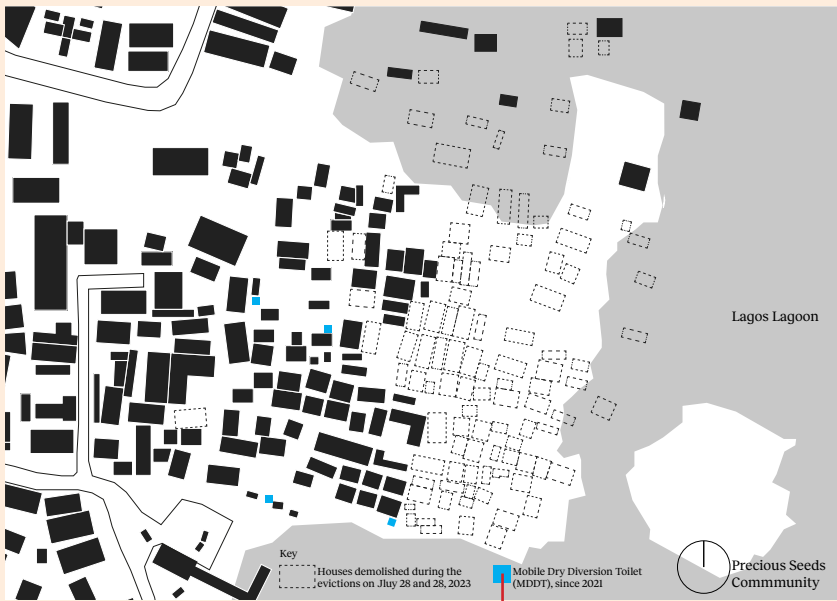 Lagos Lagoon
Key
Houses demolished during the
evictions on Jluy 28 and 28, 2023
Mobile Dry Diversion Toilet
(MDDT), since 2021
Precious Seeds
Commmunity